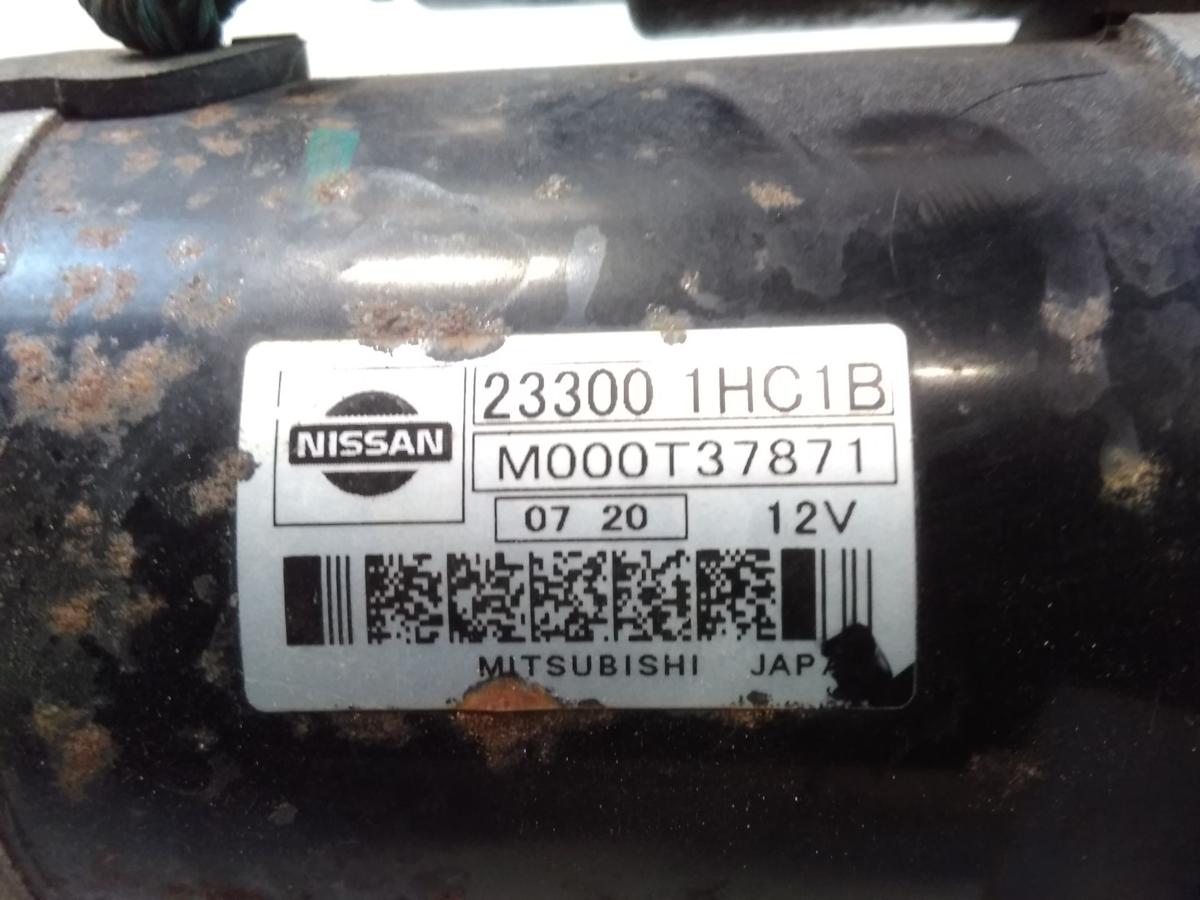 NISSAN
23300 1HC1B
M000T37871
07 20
12V
MITSUBISHI